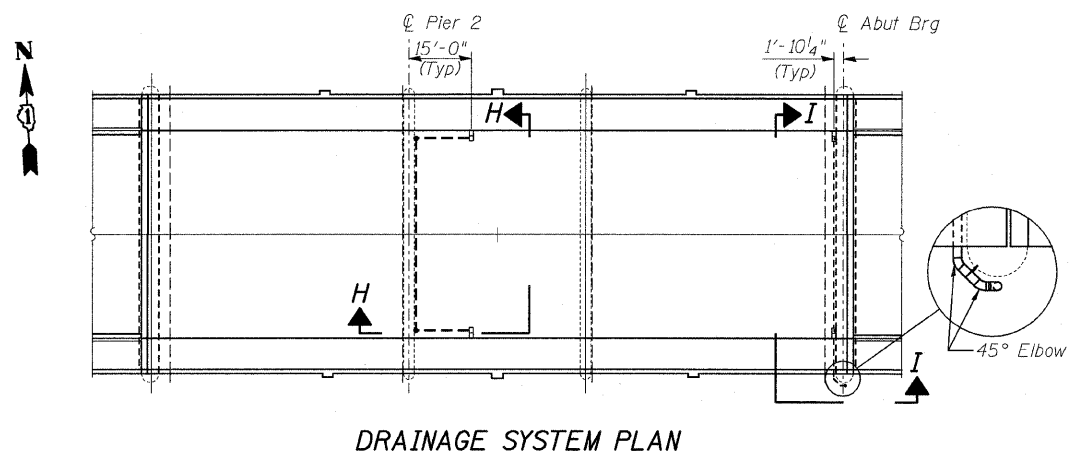 ℄ Pier 2
℄ Abut Brg
N
15'-0"
(Typ)
1'-10¼"
(Typ)
1
H
I
H
I
45° Elbow
DRAINAGE SYSTEM PLAN